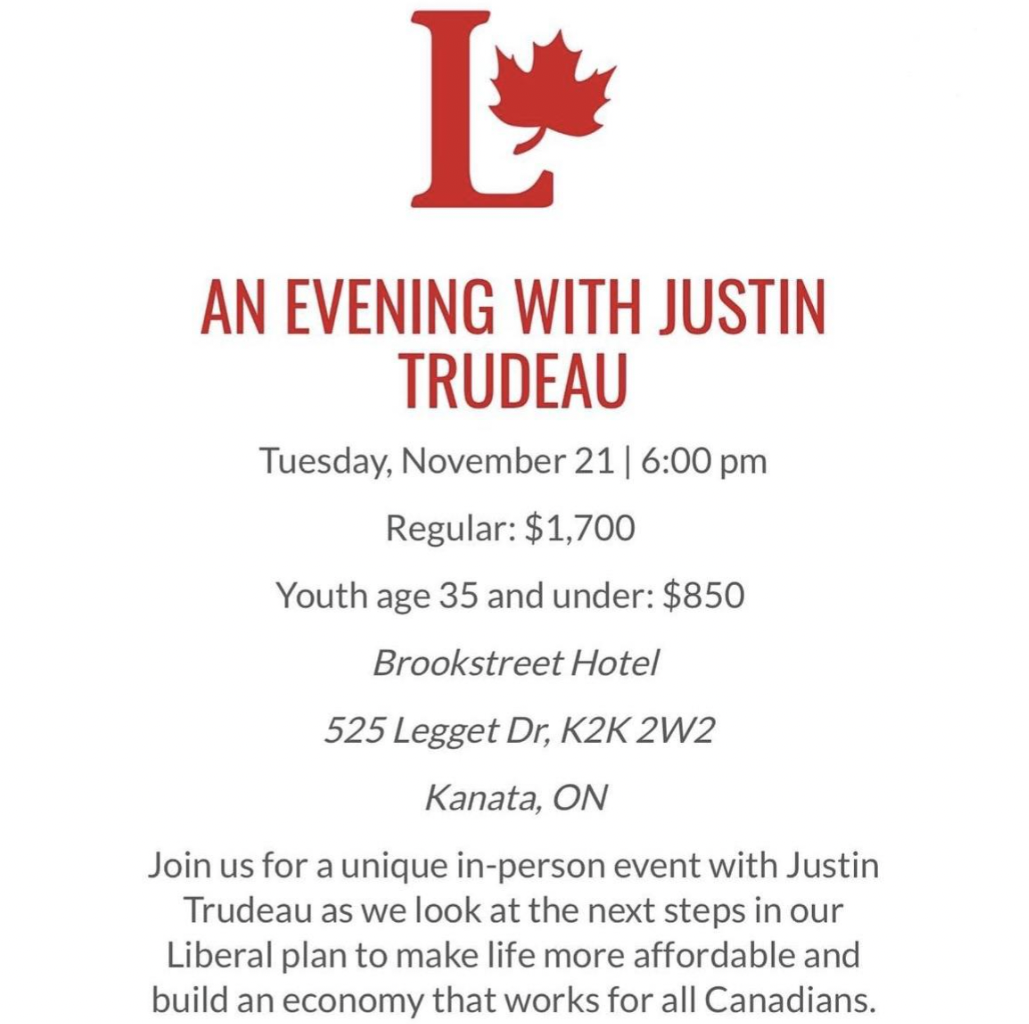 L
AN EVENING WITH JUSTIN
TRUDEAU
Tuesday, November 21 | 6:00 pm
Regular: $1,700
Youth age 35 and under: $850
Brookstreet Hotel
525 Legget Dr, K2K 2W2
Kanata, ON
Join us for a unique in-person event with Justin
Trudeau as we look at the next steps in our
Liberal plan to make life more affordable and
build an economy that works for all Canadians.